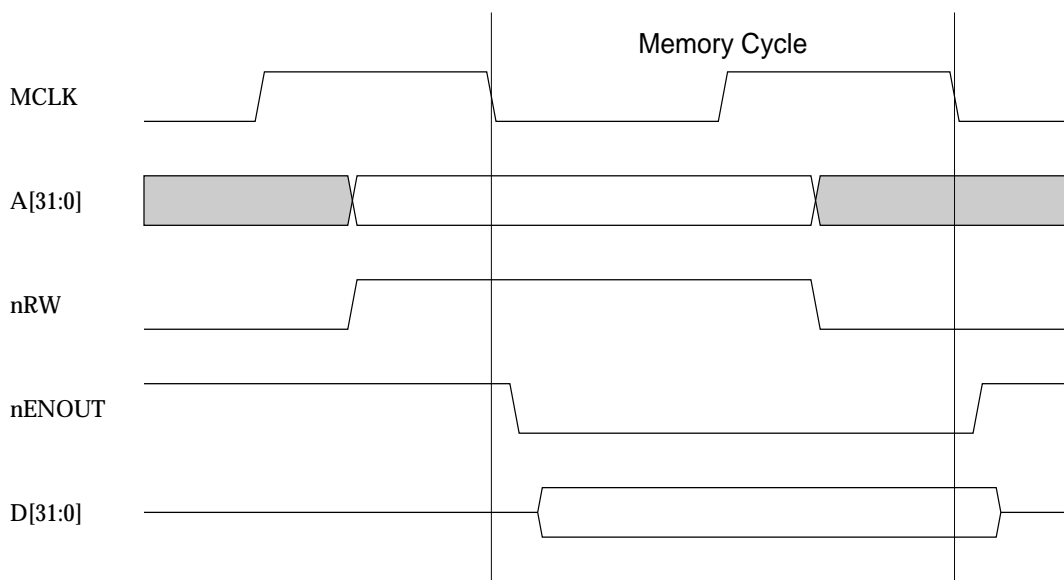 Memory Cycle
MCLK
A[31:0]
nRW
nENOUT
D[31:0]